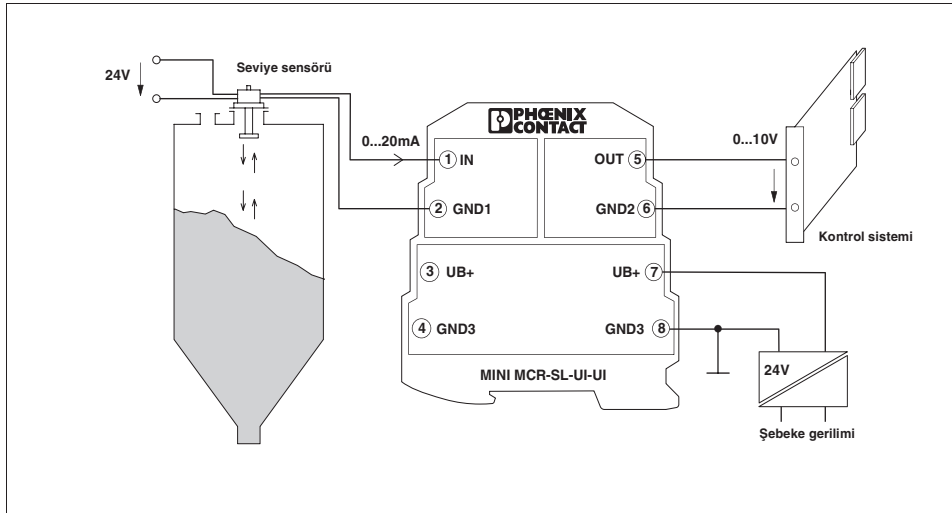 24V
Seviye sensörü
PHŒNIX
CONTACT
0...20mA
0...10V
1 IN
OUT 5
2 GND1
GND2 6
Kontrol sistemi
3 UB+
UB+ 7
4 GND3
GND3 8
24V
MINI MCR-SL-UI-UI
Şebeke gerilimi